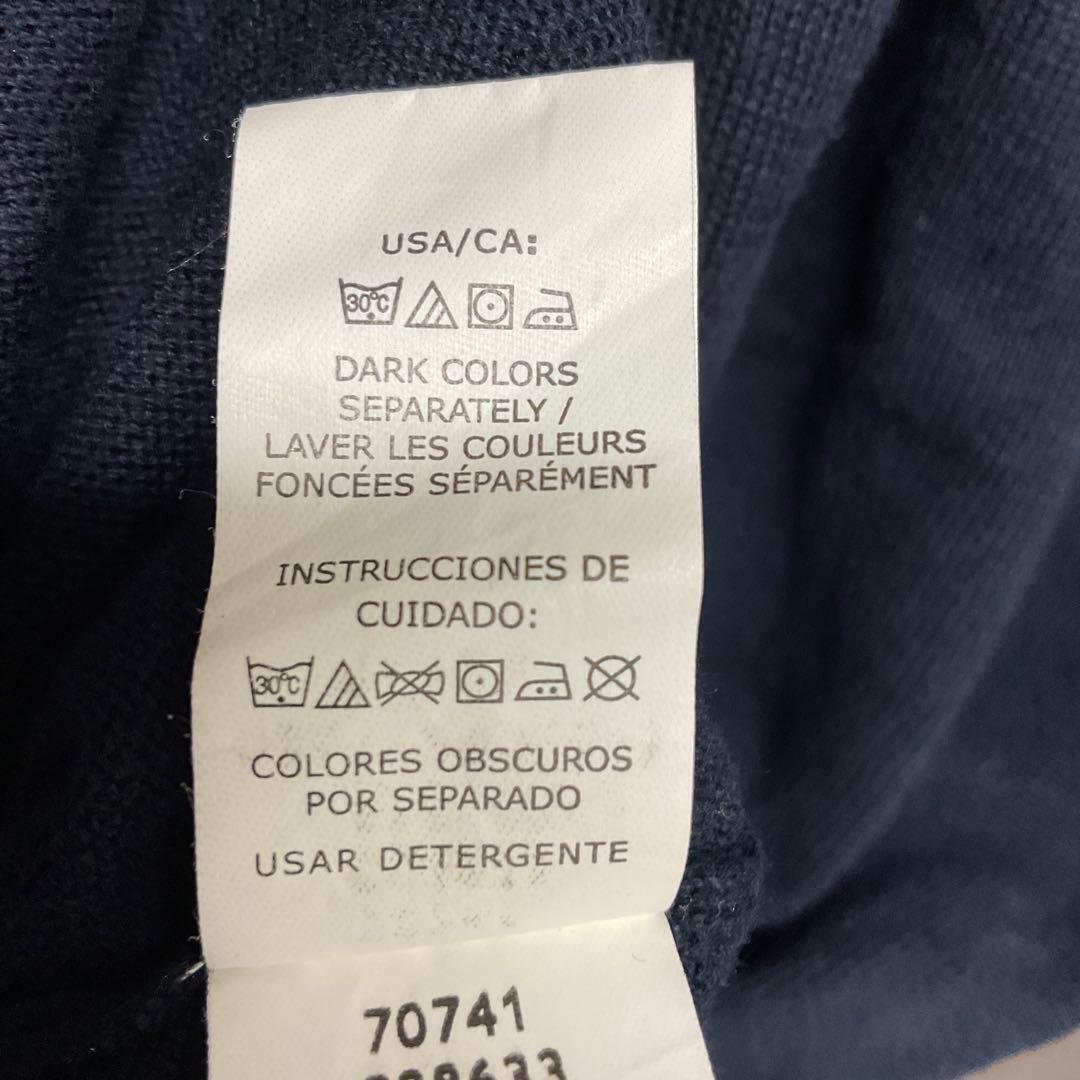 USA/CA:
30°C
DARK COLORS
SEPARATELY /
LAVER LES COULEURS
FONCÉES SÉPARÉMENT
INSTRUCCIONES DE
CUIDADO:
30°C
COLORES OBSCUROS
POR SEPARADO
USAR DETERGENTE
70741